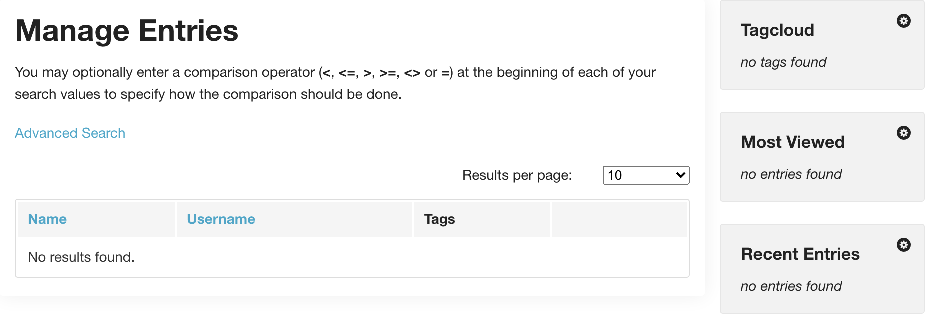 Manage Entries
You may optionally enter a comparison operator (<, <=, >, >=, <> or =) at the beginning of each of your
search values to specify how the comparison should be done.
Advanced Search
Results per page: 10
Name Username Tags
No results found.
Tagcloud
no tags found
Most Viewed
no entries found
Recent Entries
no entries found